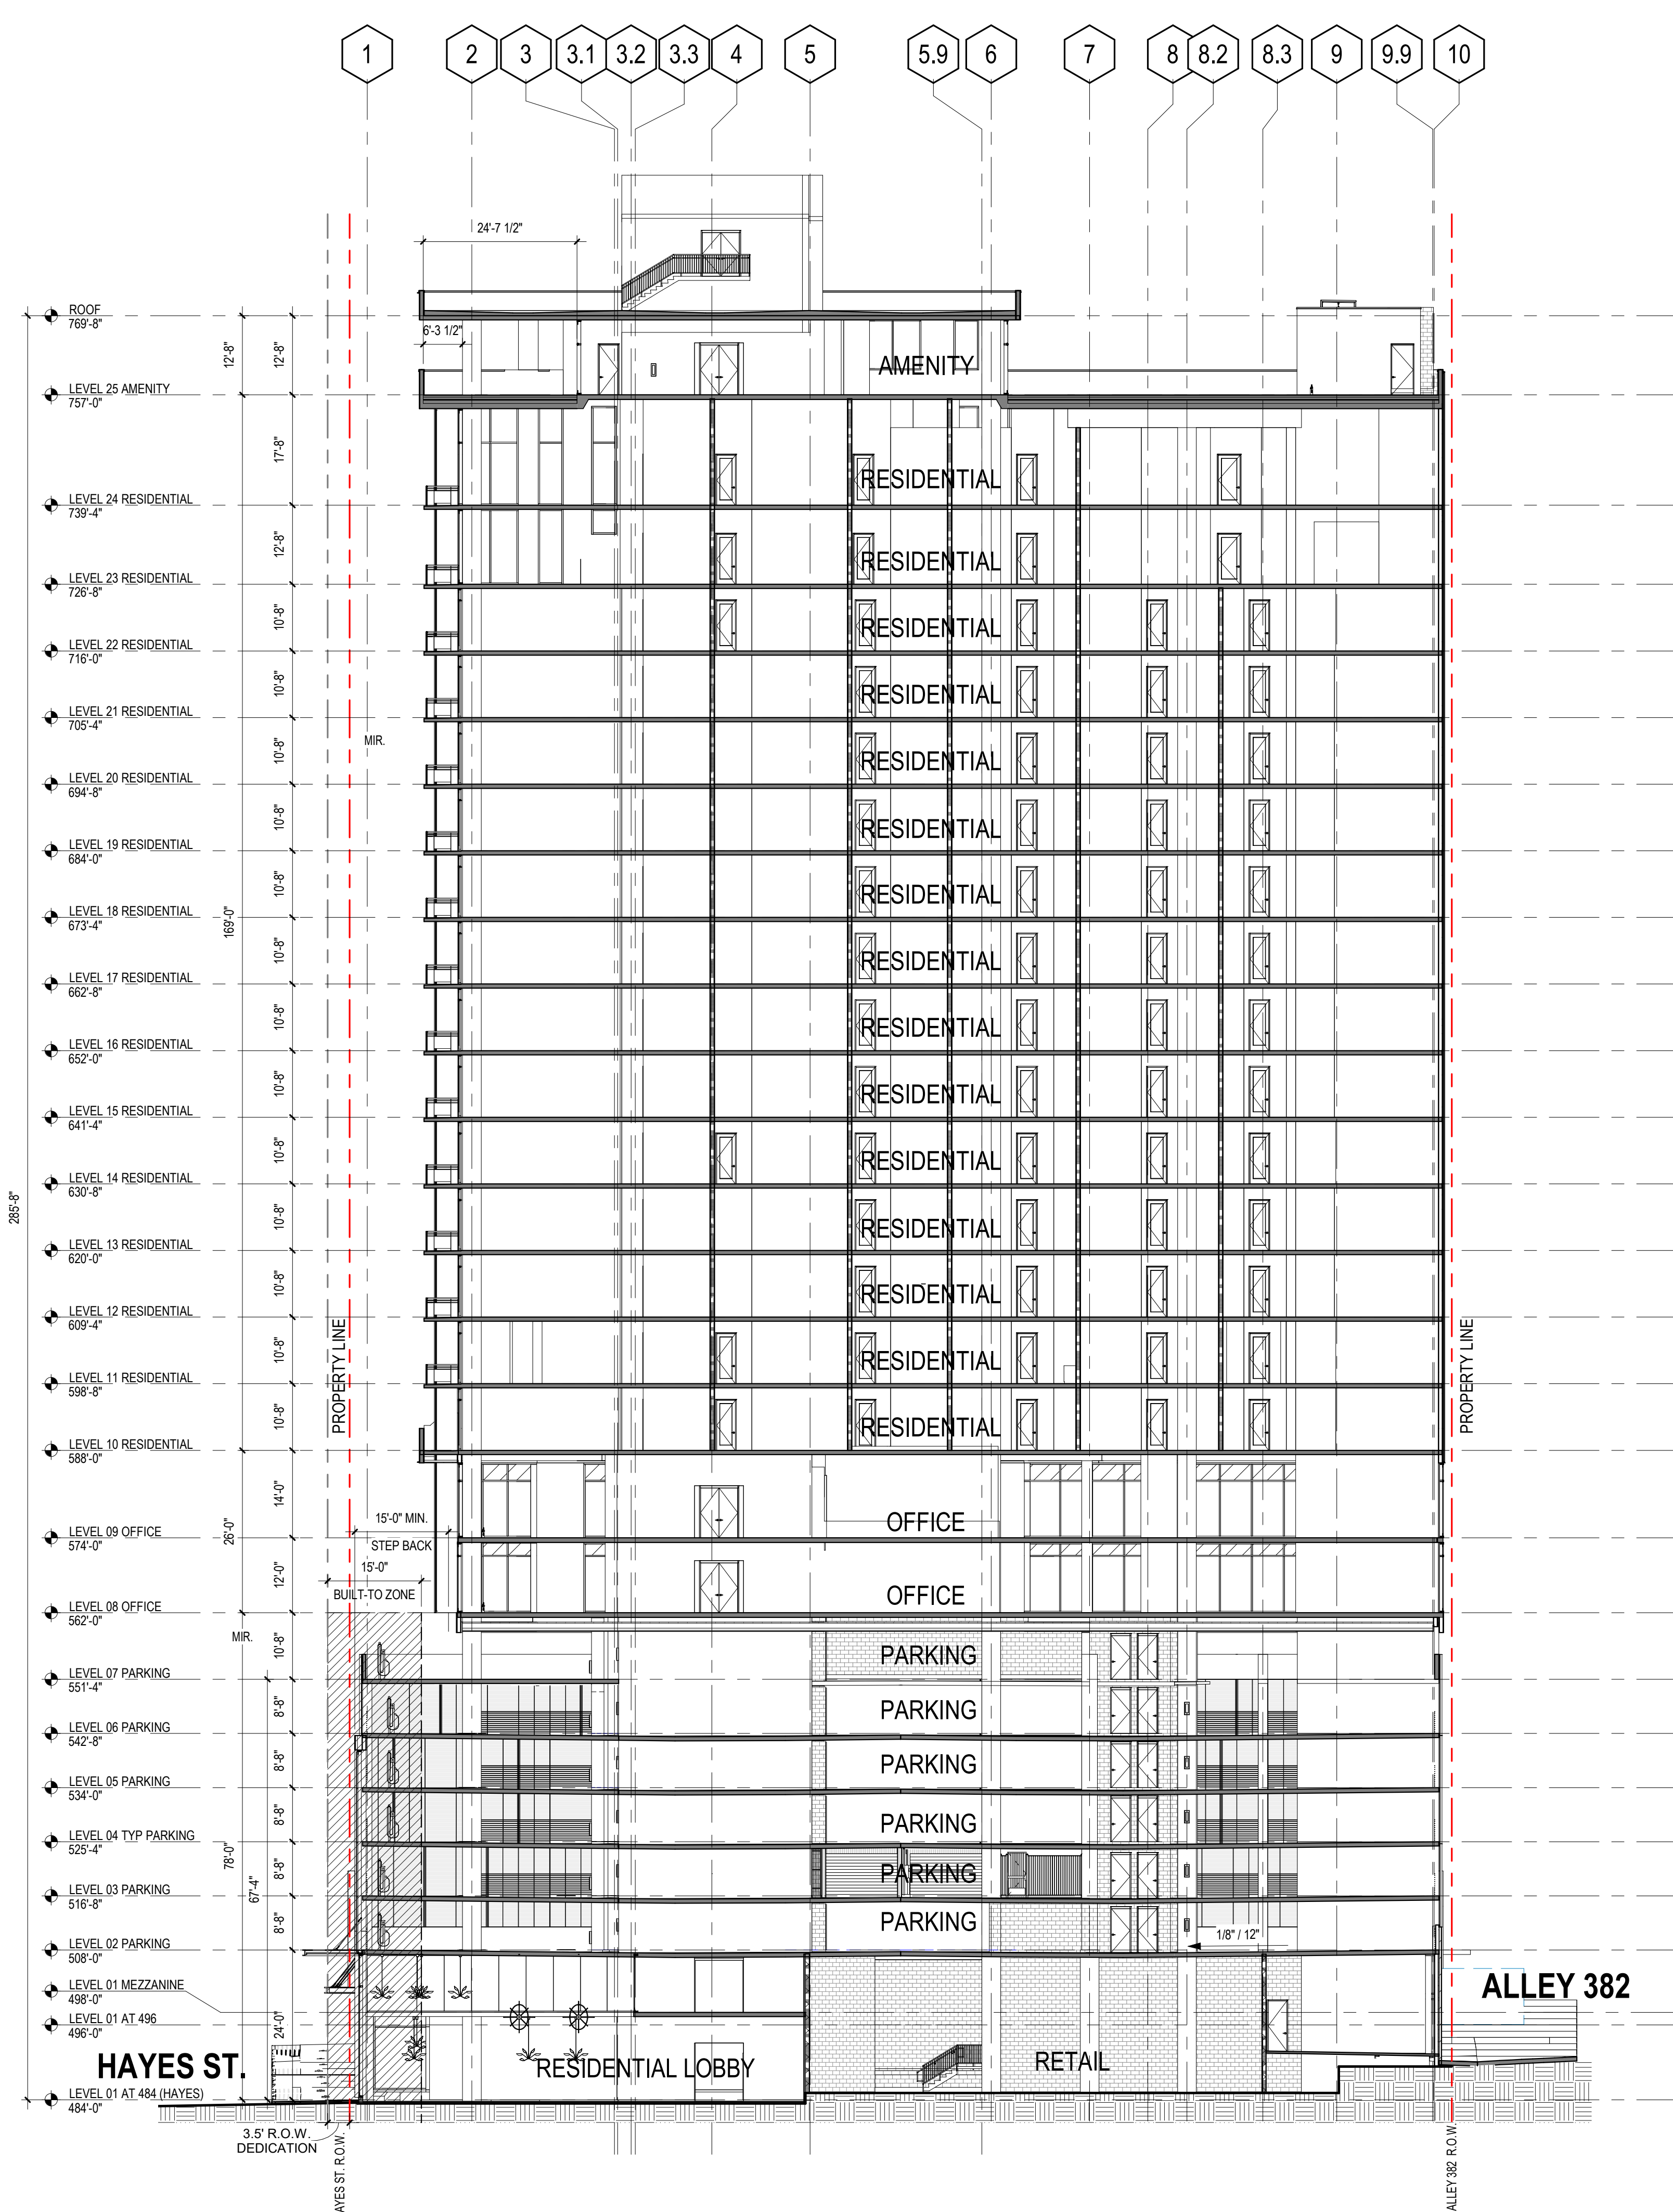 1 2 3 3.1 3.2 3.3 4 5 5.9 6 7 8 8.2 8.3 9 9.9 10
24'-7 1/2"
ROOF
769'-8"
6'-3 1/2"
12'-8"
12'-8"
AMENITY
LEVEL 25 AMENITY
757'-0"
17'-8"
RESIDENTIAL
LEVEL 24 RESIDENTIAL
739'-4"
12'-8"
RESIDENTIAL
LEVEL 23 RESIDENTIAL
726'-8"
10'-8"
RESIDENTIAL
LEVEL 22 RESIDENTIAL
716'-0"
10'-8"
RESIDENTIAL
LEVEL 21 RESIDENTIAL
705'-4"
MIR.
10'-8"
RESIDENTIAL
LEVEL 20 RESIDENTIAL
694'-8"
10'-8"
RESIDENTIAL
LEVEL 19 RESIDENTIAL
684'-0"
10'-8"
RESIDENTIAL
LEVEL 18 RESIDENTIAL
673'-4"
169'-0"
10'-8"
RESIDENTIAL
LEVEL 17 RESIDENTIAL
662'-8"
10'-8"
RESIDENTIAL
LEVEL 16 RESIDENTIAL
652'-0"
10'-8"
RESIDENTIAL
LEVEL 15 RESIDENTIAL
641'-4"
10'-8"
RESIDENTIAL
LEVEL 14 RESIDENTIAL
630'-8"
285'-8"
10'-8"
RESIDENTIAL
LEVEL 13 RESIDENTIAL
620'-0"
10'-8"
RESIDENTIAL
LEVEL 12 RESIDENTIAL
609'-4"
10'-8"
RESIDENTIAL
PROPERTY LINE
PROPERTY LINE
LEVEL 11 RESIDENTIAL
598'-8"
10'-8"
RESIDENTIAL
LEVEL 10 RESIDENTIAL
588'-0"
14'-0"
15'-0" MIN.
STEP BACK
OFFICE
LEVEL 09 OFFICE
574'-0"
26'-0"
12'-0"
15'-0"
BUILT-TO ZONE
OFFICE
LEVEL 08 OFFICE
562'-0"
MIR.
10'-8"
PARKING
LEVEL 07 PARKING
551'-4"
8'-8"
PARKING
LEVEL 06 PARKING
542'-8"
8'-8"
PARKING
LEVEL 05 PARKING
534'-0"
8'-8"
PARKING
LEVEL 04 TYP PARKING
525'-4"
78'-0"
67'-4"
8'-8"
PARKING
LEVEL 03 PARKING
516'-8"
8'-8"
PARKING
1/8" / 12"
LEVEL 02 PARKING
508'-0"
LEVEL 01 MEZZANINE
498'-0"
ALLEY 382
LEVEL 01 AT 496
496'-0"
24'-0"
HAYES ST.
RESIDENTIAL LOBBY
RETAIL
LEVEL 01 AT 484 (HAYES)
484'-0"
3.5' R.O.W.
DEDICATION
AYES ST. R.O.W.
ALLEY 382 R.O.W.